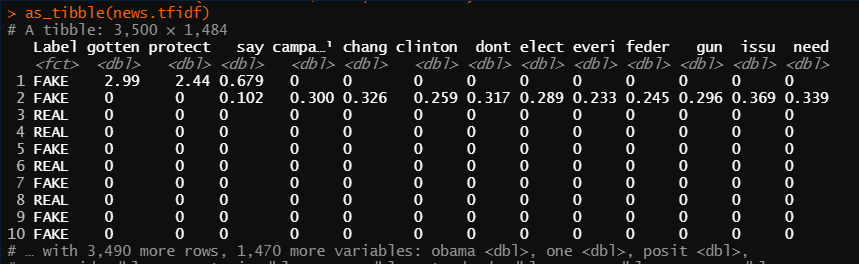 > as_tibble(news.tfidf)
# A tibble: 3,500 × 1,484
Label gotten protect say campa…¹ chang clinton dont elect everi feder gun issu need
<fct> <dbl> <dbl> <dbl> <dbl> <dbl> <dbl> <dbl> <dbl> <dbl> <dbl> <dbl> <dbl> <dbl>
1 FAKE 2.99 2.44 0.679 0 0 0 0 0 0 0 0 0 0
2 FAKE 0 0 0.102 0.300 0.326 0.259 0.317 0.289 0.233 0.245 0.296 0.369 0.339
3 REAL 0 0 0 0 0 0 0 0 0 0 0 0 0
4 REAL 0 0 0 0 0 0 0 0 0 0 0 0 0
5 FAKE 0 0 0 0 0 0 0 0 0 0 0 0 0
6 REAL 0 0 0 0 0 0 0 0 0 0 0 0 0
7 FAKE 0 0 0 0 0 0 0 0 0 0 0 0 0
8 REAL 0 0 0 0 0 0 0 0 0 0 0 0 0
9 FAKE 0 0 0 0 0 0 0 0 0 0 0 0 0
10 FAKE 0 0 0 0 0 0 0 0 0 0 0 0 0
# … with 3,490 more rows, 1,470 more variables: obama <dbl>, one <dbl>, posit <dbl>,